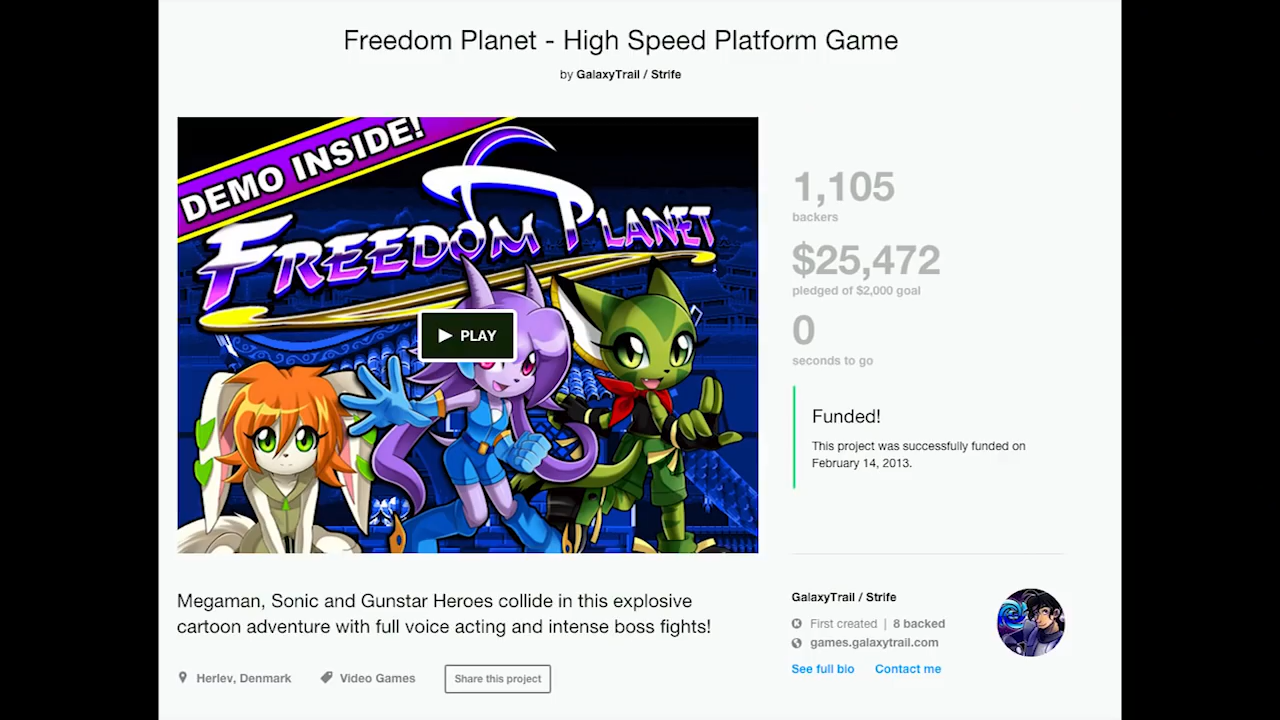 Freedom Planet - High Speed Platform Game
by GalaxyTrail / Strife
DEMO INSIDE!
FREEDOM PLANET
PLAY
1,105
backers
$25,472
pledged of $2,000 goal
0
seconds to go
Funded!
This project was successfully funded on
February 14, 2013.
Megaman, Sonic and Gunstar Heroes collide in this explosive
cartoon adventure with full voice acting and intense boss fights!
Herlev, Denmark
Video Games
Share this project
GalaxyTrail / Strife
First created | 8 backed
games.galaxytrail.com
See full bio
Contact me